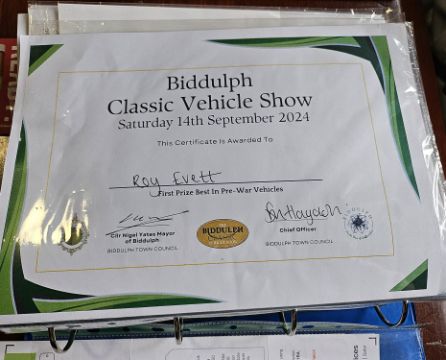 Biddulph
Classic Vehicle Show
Saturday 14th September 2024
This Certificate Is Awarded To
Roy Evett
First Prize Best In Pre-War Vehicles
Cllr Nigel Yates Mayor
of Biddulph
BIDDULPH TOWN COUNCIL
BIDDULPH
Chief Officer
BIDDULPH TOWN COUNCIL